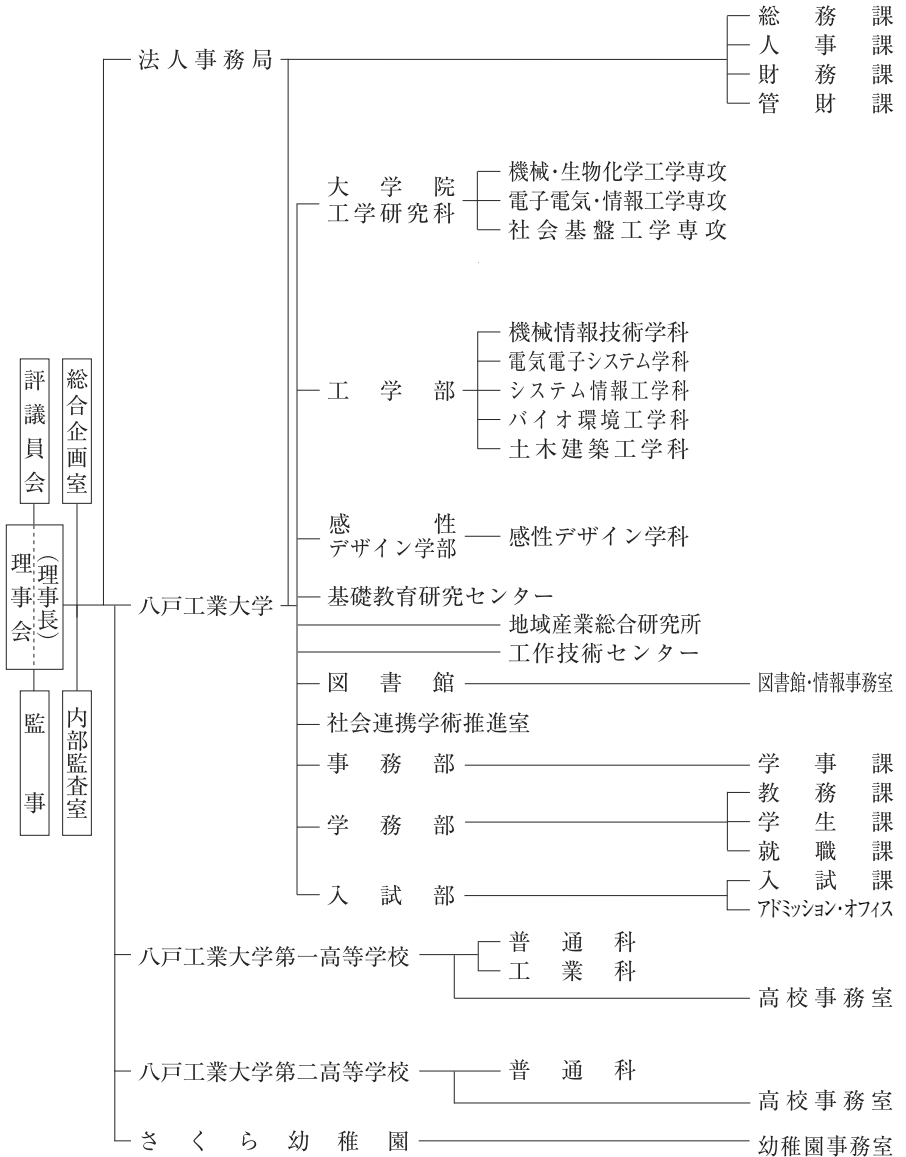 評議員会
総合企画室
理事会
(理事長)
監事
内部監査室
法人事務局
総務課
人事課
財務課
管財課
八戸工業大学
大学院
工学研究科
機械・生物化学工学専攻
電子電気・情報工学専攻
社会基盤工学専攻
工学部
機械情報技術学科
電気電子システム学科
システム情報工学科
バイオ環境工学科
土木建築工学科
感性
デザイン学部
感性デザイン学科
基礎教育研究センター
地域産業総合研究所
工作技術センター
図書館
図書館・情報事務室
社会連携学術推進室
事務部
学事課
学務部
教務課
学生課
就職課
入試部
入試課
アドミッション・オフィス
八戸工業大学第一高等学校
普通科
工業科
高校事務室
八戸工業大学第二高等学校
普通科
高校事務室
さくら幼稚園
幼稚園事務室